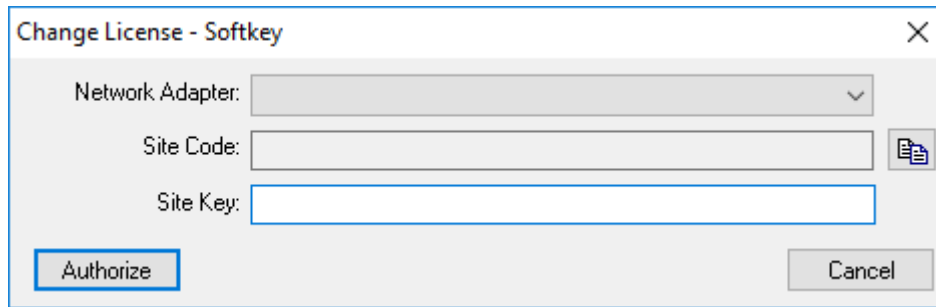 Change License - Softkey
Network Adapter:
Site Code:
Site Key:
Authorize
Cancel